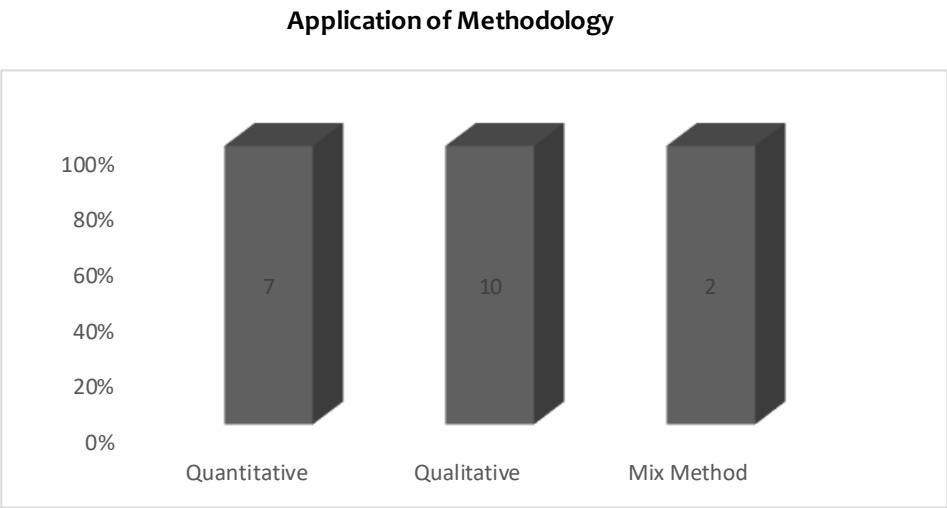 Application of Methodology
100%
80%
60%
40%
20%
0%
7
10
2
Quantitative
Qualitative
Mix Method